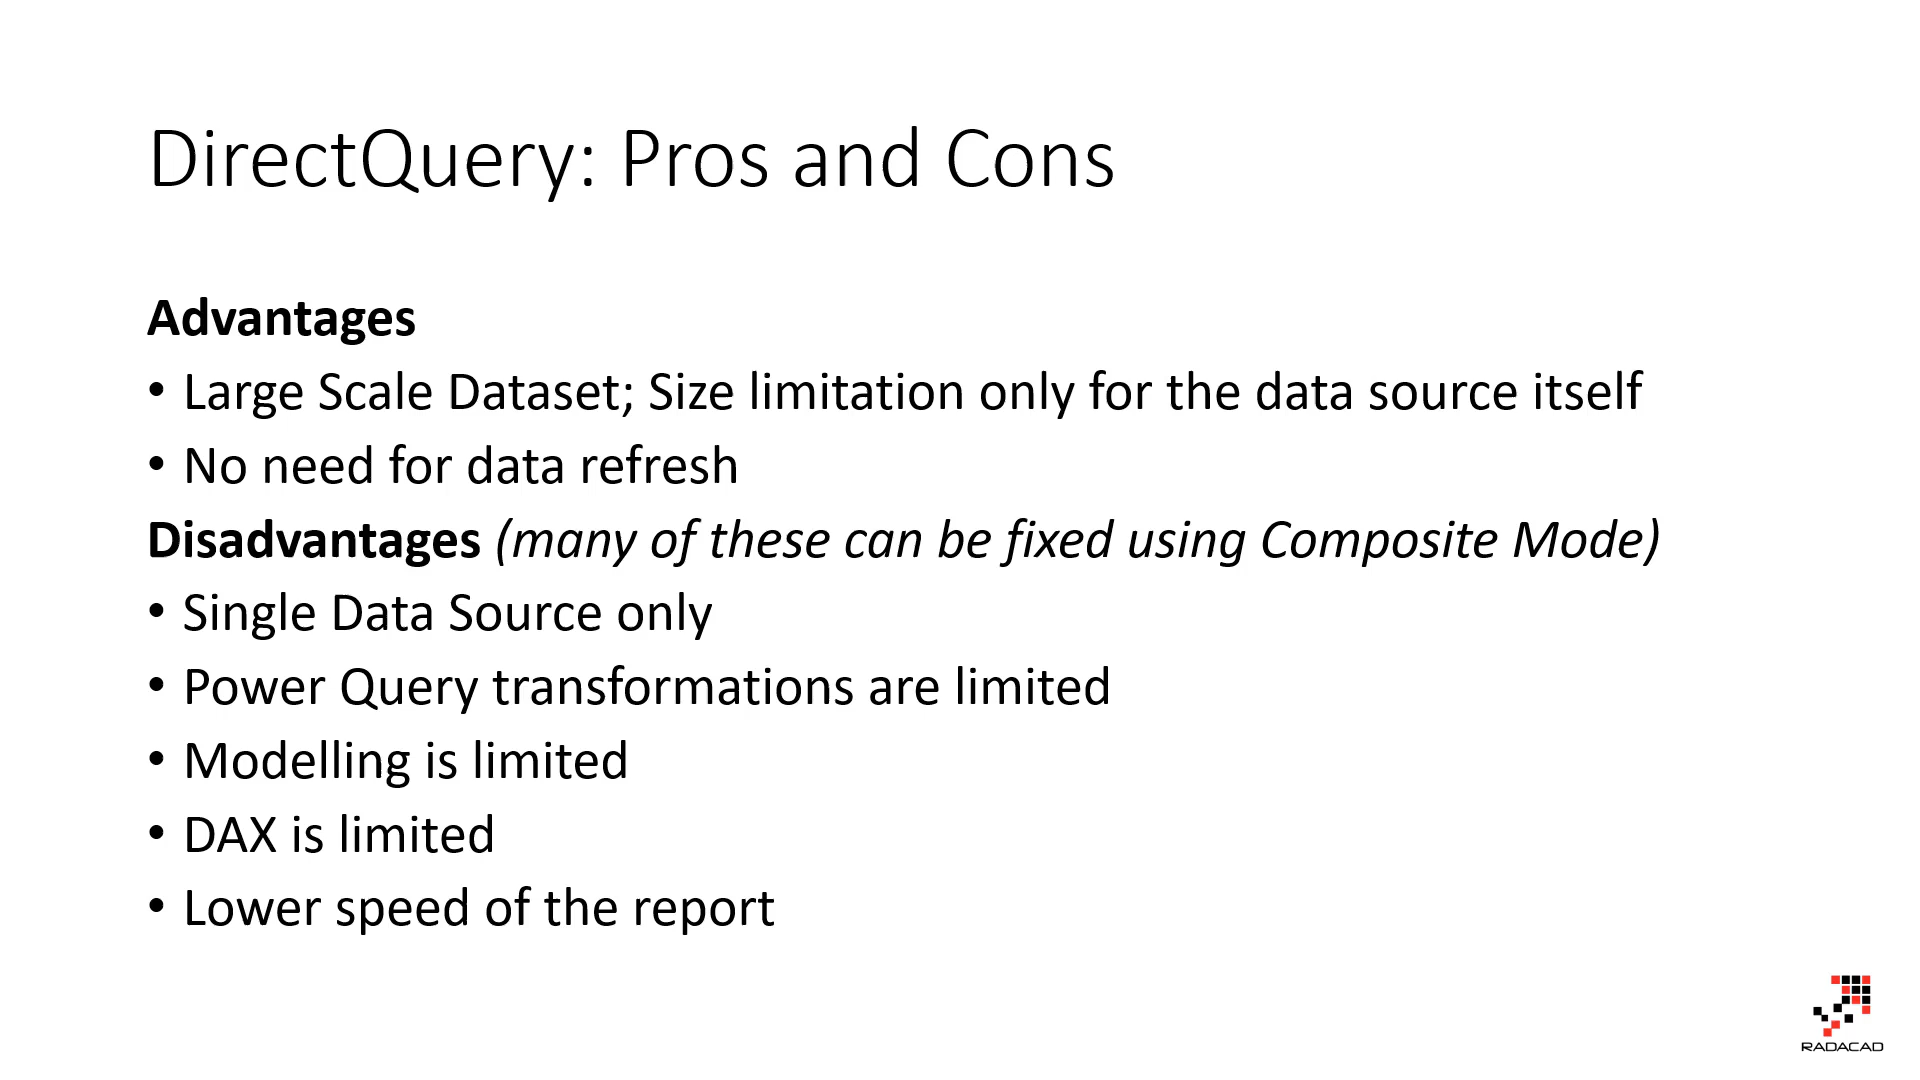 DirectQuery: Pros and Cons
Advantages
• Large Scale Dataset; Size limitation only for the data source itself
• No need for data refresh
Disadvantages (many of these can be fixed using Composite Mode)
• Single Data Source only
• Power Query transformations are limited
• Modelling is limited
• DAX is limited
• Lower speed of the report
RADACAD